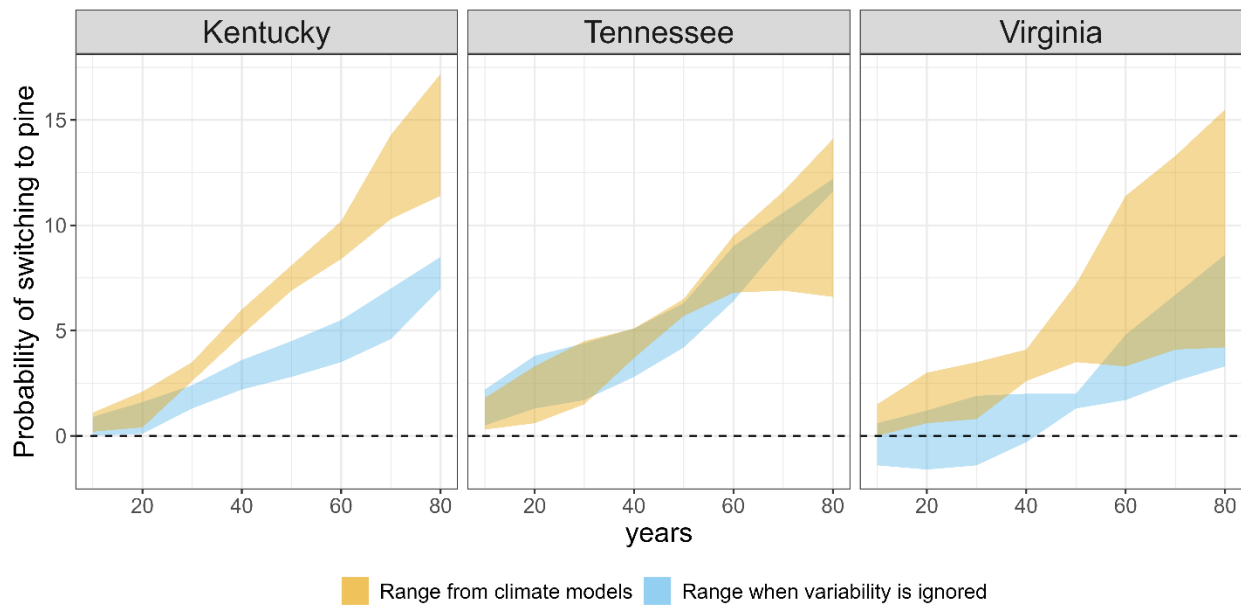 Kentucky Tennessee Virginia
Probability of switching to pine
15
10
5
0
20 40 60 80 20 40 60 80 20 40 60 80
years
Range from climate models Range when variability is ignored